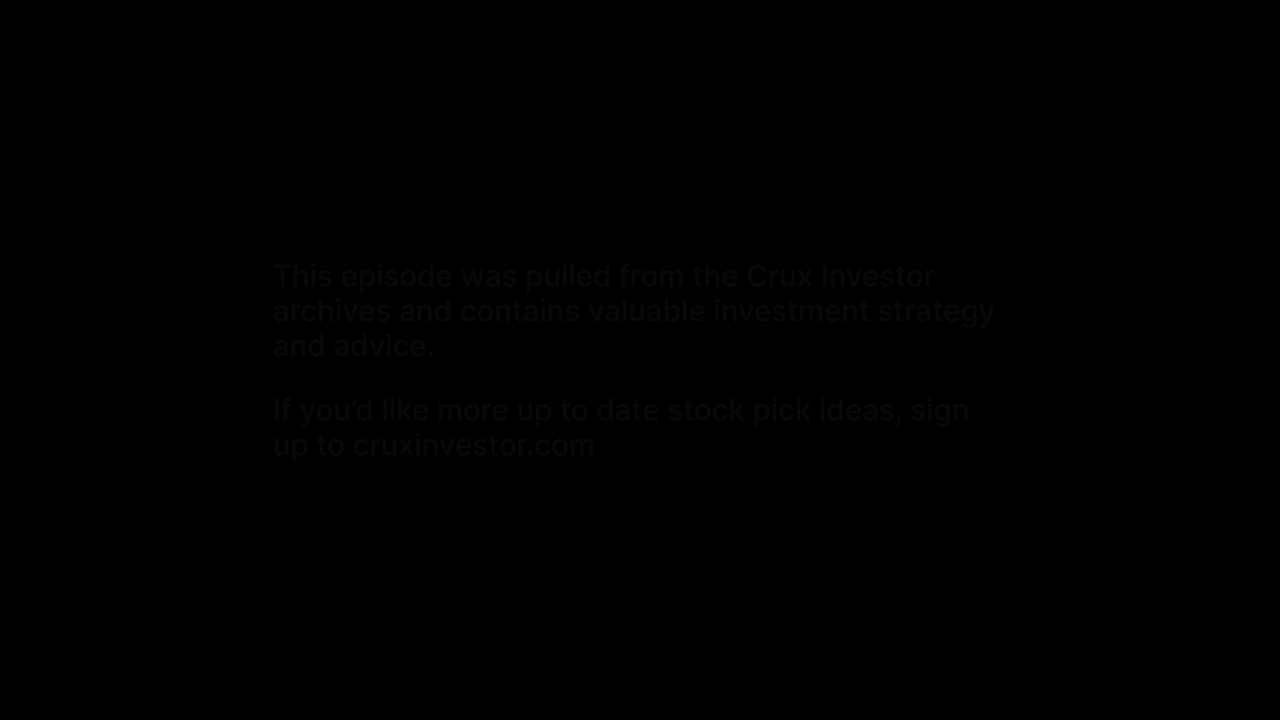 This episode was pulled from the Crux Investor
archives and contains valuable investment strategy
and advice.
If you’d like more up to date stock pick ideas, sign
up to cruxinvestor.com